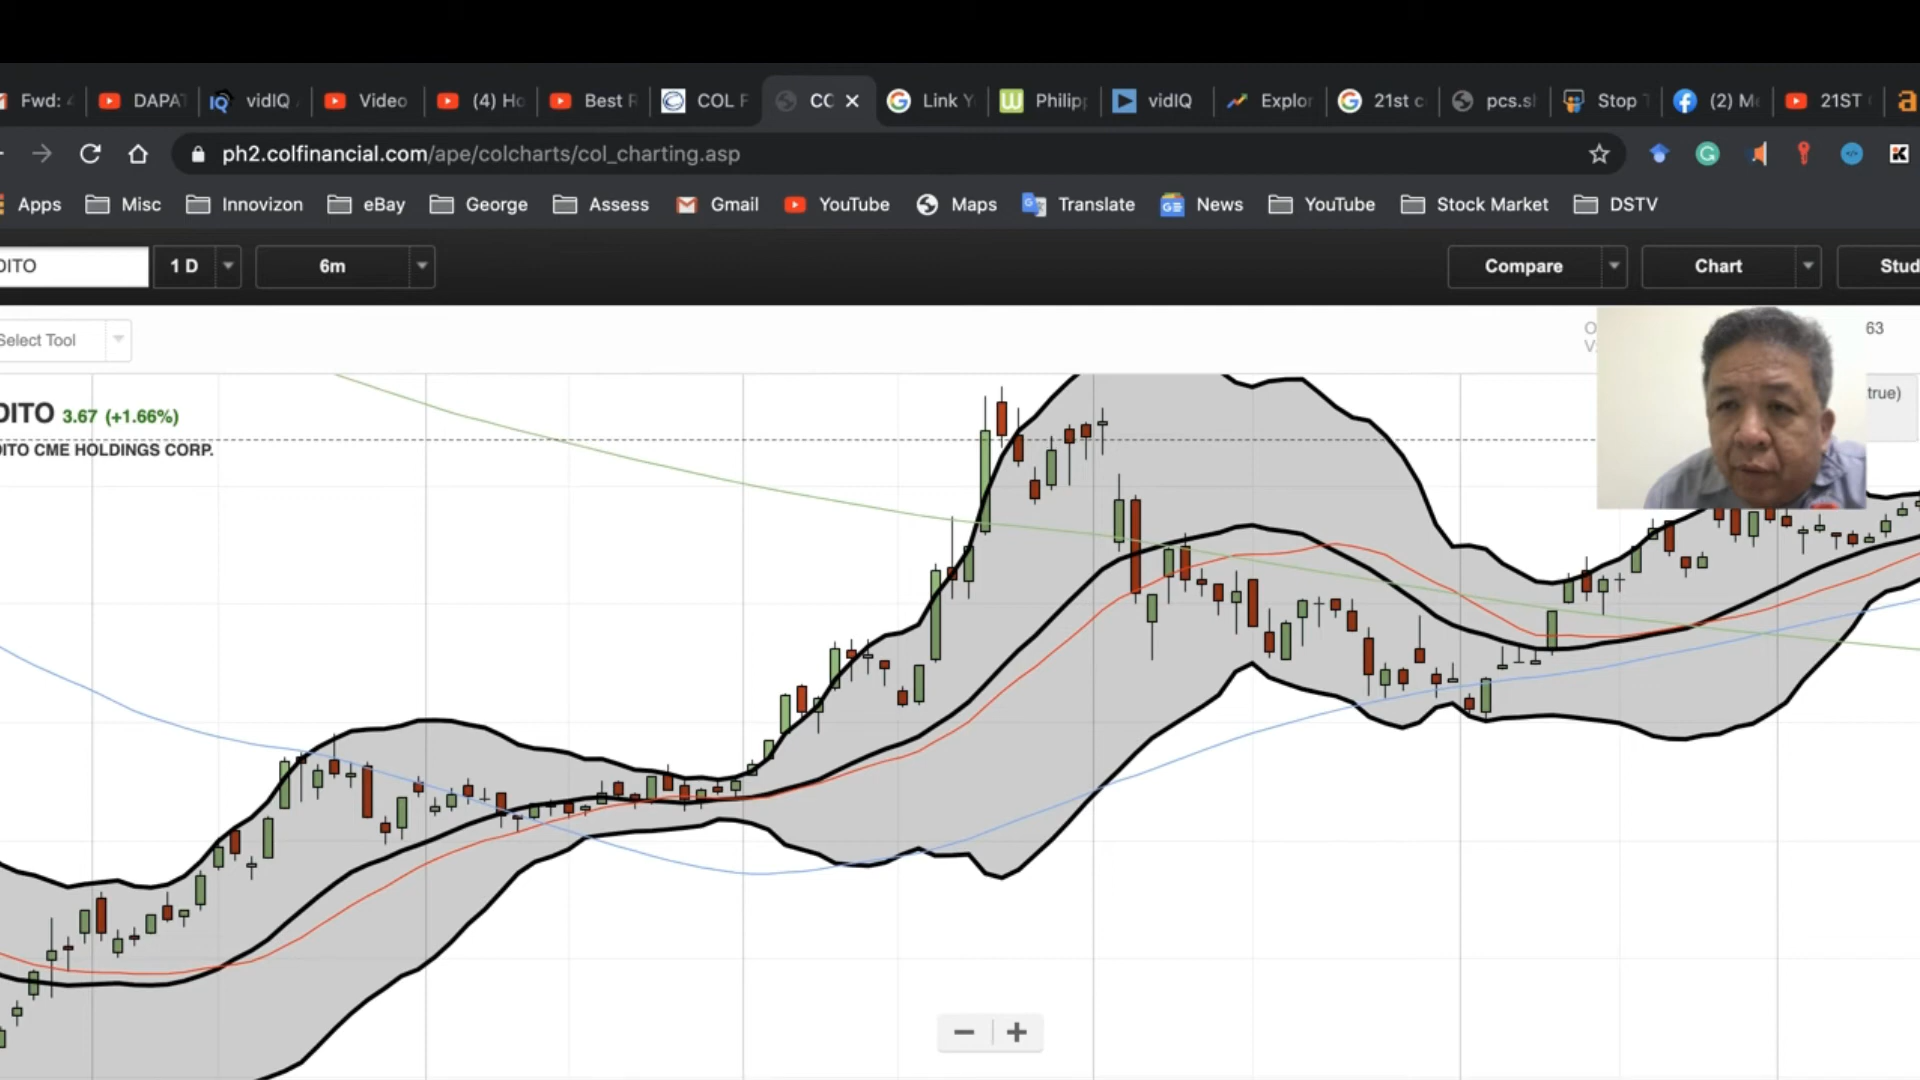 Fwd: DAPA vidIQ Video (4) Ho Best COL F CC Link Y Philip vidIQ Explor 21st c pcs.s Stop (2) M 21ST
ph2.colfinancial.com/ape/colcharts/col_charting.asp
Apps Misc Innovizon eBay George Assess Gmail YouTube Maps Translate News YouTube Stock Market DSTV
DITO 1 D 6m Compare Chart Stud
Select Tool
63
true)
DITO 3.67 (+1.66%)
DITO CME HOLDINGS CORP.
− +